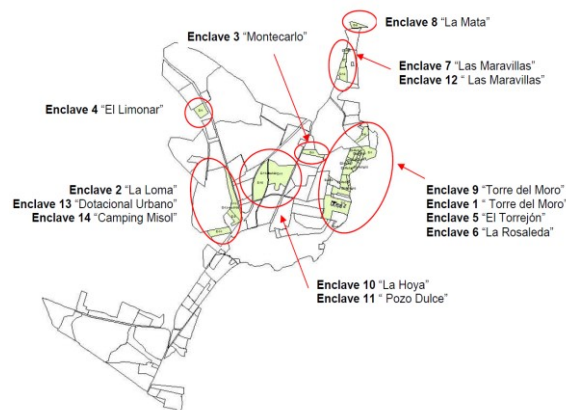 Enclave 8 “La Mata”
Enclave 3 “Montecarlo”
Enclave 7 “Las Maravillas”
Enclave 12 “ Las Maravillas”
Enclave 4 “El Limonar”
Enclave 2 “La Loma”
Enclave 13 “Dotacional Urbano”
Enclave 14 “Camping Misol”
Enclave 9 “Torre del Moro”
Enclave 1 “ Torre del Moro”
Enclave 5 “El Torrejón”
Enclave 6 “La Rosaleda”
Enclave 10 “La Hoya”
Enclave 11 “ Pozo Dulce”